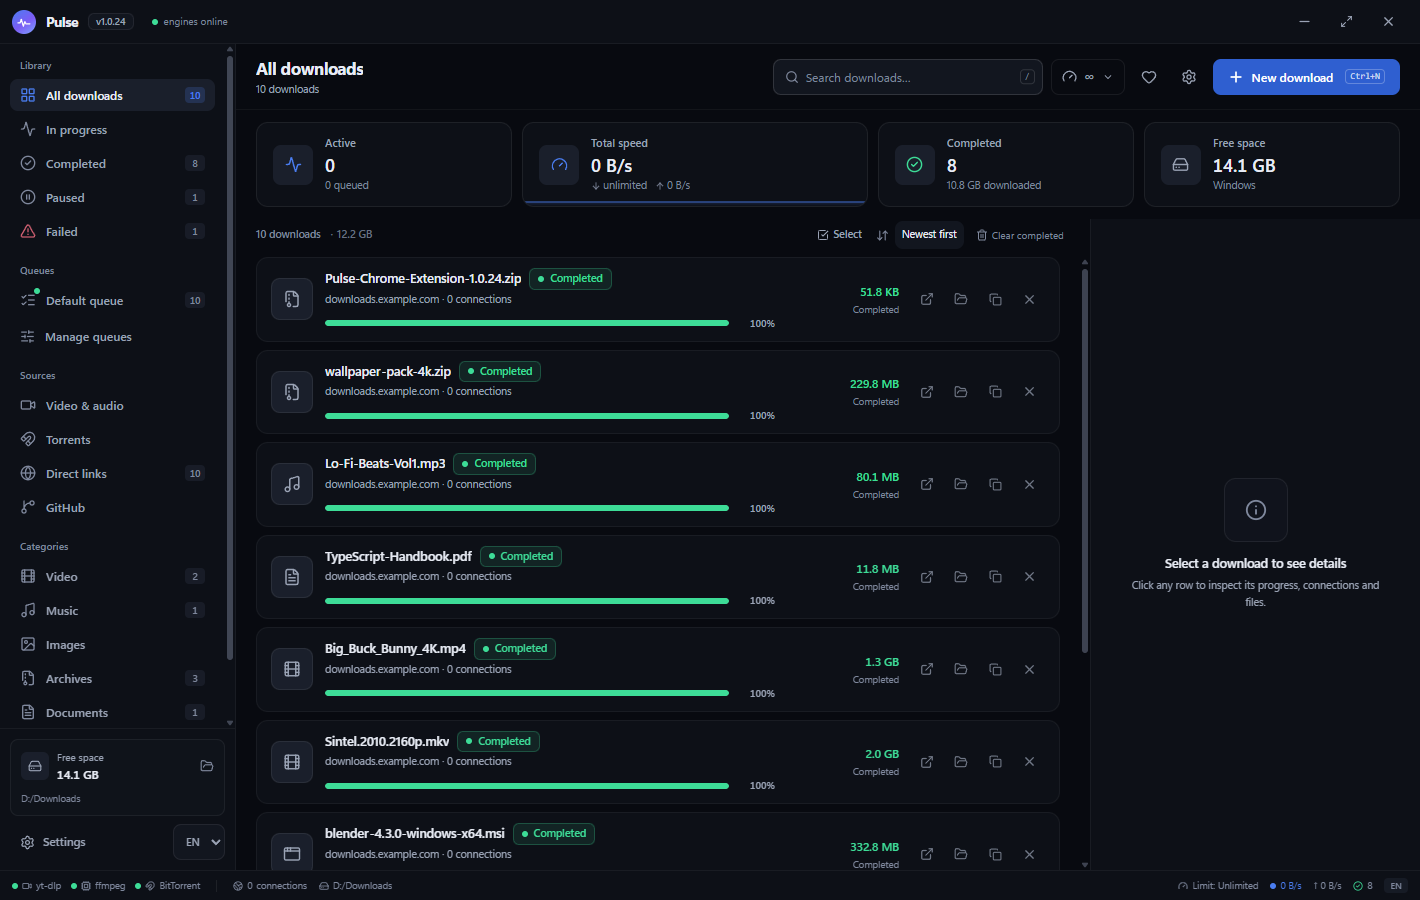 Pulse v1.0.24 engines online
Library
All downloads 10
In progress
Completed 8
Paused 1
Failed 1
Queues
Default queue 10
Manage queues
Sources
Video & audio
Torrents
Direct links 10
GitHub
Categories
Video 2
Music 1
Images
Archives 3
Documents 1
Free space
14.1 GB
D:/Downloads
Settings EN
All downloads
10 downloads
Search downloads... /
∞
New download Ctrl+N
Active
0
0 queued
Total speed
0 B/s
↓ unlimited ↑ 0 B/s
Completed
8
10.8 GB downloaded
Free space
14.1 GB
Windows
10 downloads · 12.2 GB
Select Newest first Clear completed
Pulse-Chrome-Extension-1.0.24.zip Completed
downloads.example.com · 0 connections
100%
51.8 KB
Completed
wallpaper-pack-4k.zip Completed
downloads.example.com · 0 connections
100%
229.8 MB
Completed
Lo-Fi-Beats-Vol1.mp3 Completed
downloads.example.com · 0 connections
100%
80.1 MB
Completed
TypeScript-Handbook.pdf Completed
downloads.example.com · 0 connections
100%
11.8 MB
Completed
Big_Buck_Bunny_4K.mp4 Completed
downloads.example.com · 0 connections
100%
1.3 GB
Completed
Sintel.2010.2160p.mkv Completed
downloads.example.com · 0 connections
100%
2.0 GB
Completed
blender-4.3.0-windows-x64.msi Completed
downloads.example.com · 0 connections
332.8 MB
Completed
Select a download to see details
Click any row to inspect its progress, connections and
files.
yt-dlp ffmpeg BitTorrent 0 connections D:/Downloads
Limit: Unlimited 0 B/s ↑ 0 B/s 8 EN